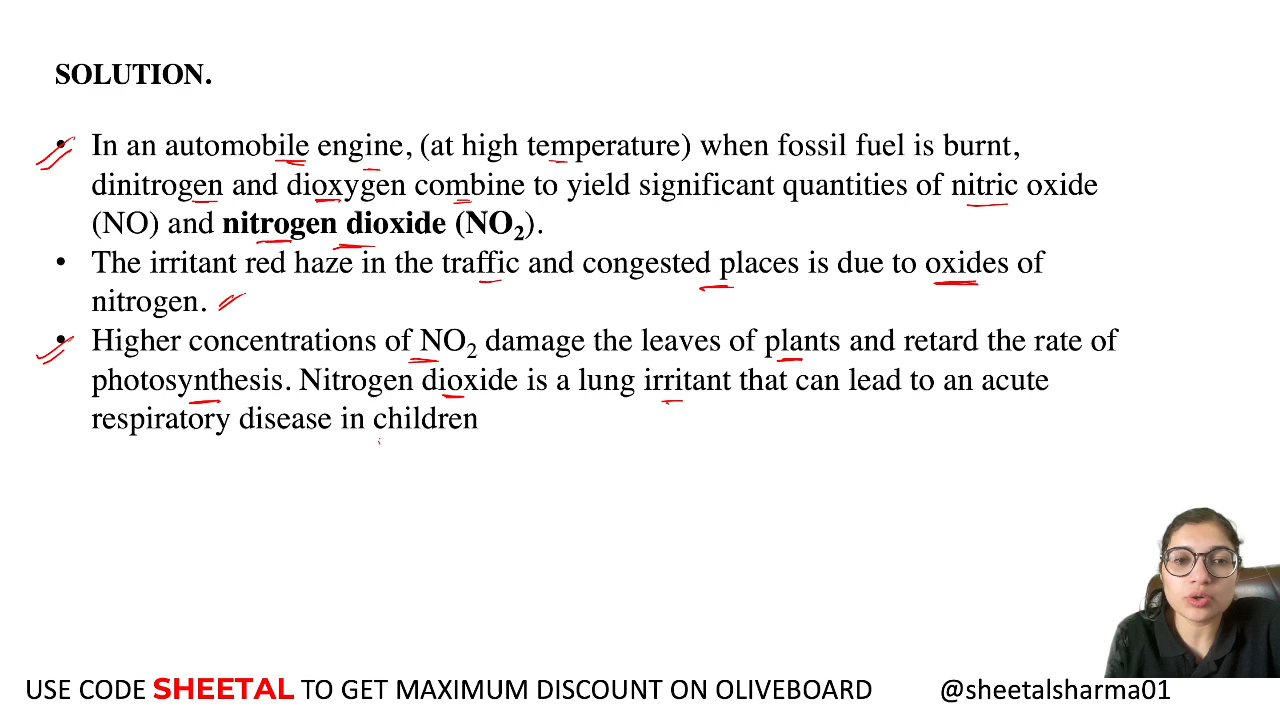 SOLUTION.
• In an automobile engine, (at high temperature) when fossil fuel is burnt,
dinitrogen and dioxygen combine to yield significant quantities of nitric oxide
(NO) and nitrogen dioxide (NO₂).
• The irritant red haze in the traffic and congested places is due to oxides of
nitrogen.
• Higher concentrations of NO₂ damage the leaves of plants and retard the rate of
photosynthesis. Nitrogen dioxide is a lung irritant that can lead to an acute
respiratory disease in children
USE CODE SHEETAL TO GET MAXIMUM DISCOUNT ON OLIVEBOARD @sheetalsharma01